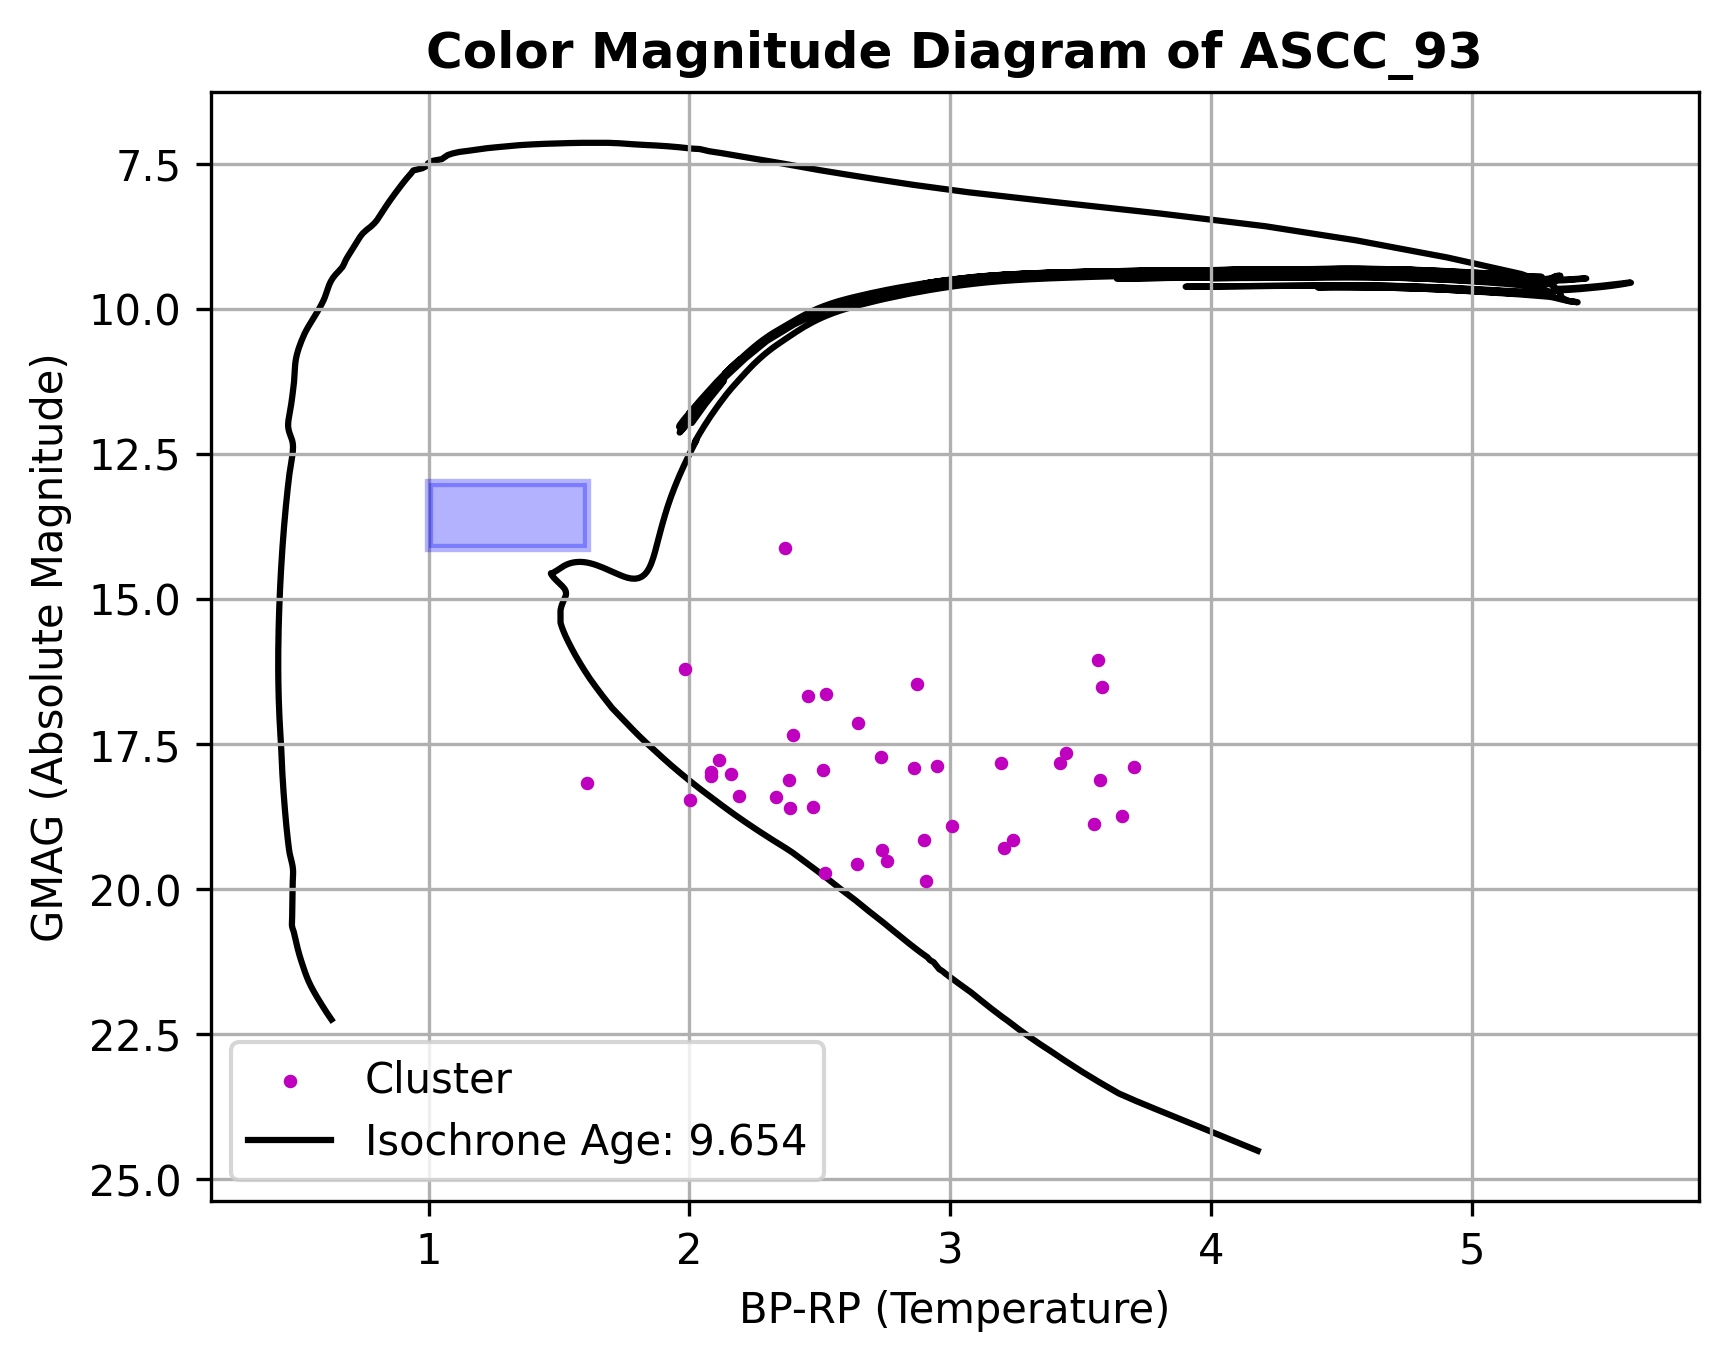 Color Magnitude Diagram of ASCC_93
GMAG (Absolute Magnitude)
7.5
10.0
12.5
15.0
17.5
20.0
22.5
25.0
Cluster
Isochrone Age: 9.654
1 2 3 4 5
BP-RP (Temperature)